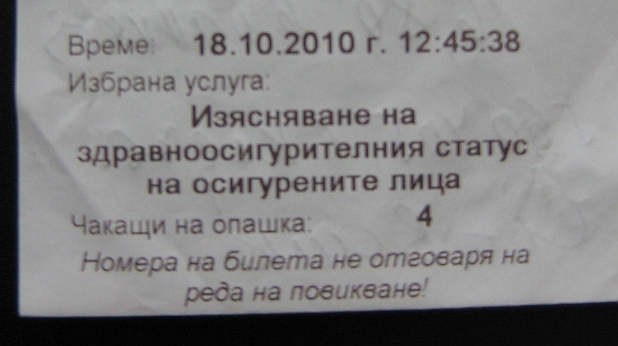 Време: 18.10.2010 г. 12:45:38
Избрана услуга:
Изясняване на
здравноосигурителния статус
на осигурените лица
Чакащи на опашка: 4
Номера на билета не отговаря на
реда на повикване!